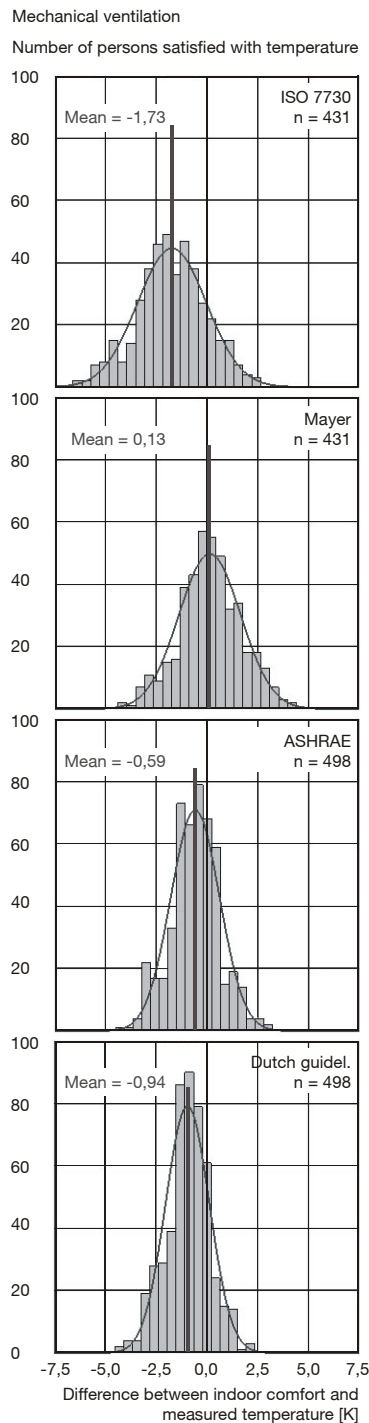 Mechanical ventilation
Number of persons satisfied with temperature
100
ISO 7730
Mean = -1,73
n = 431
80
60
40
20
100
Mayer
Mean = 0,13
n = 431
80
60
40
20
100
ASHRAE
Mean = -0,59
n = 498
80
60
40
20
100
Dutch guidel.
Mean = -0,94
n = 498
80
60
40
20
0
-7,5 -5,0 -2,5 0,0 2,5 5,0 7,5
Difference between indoor comfort and
measured temperature [K]